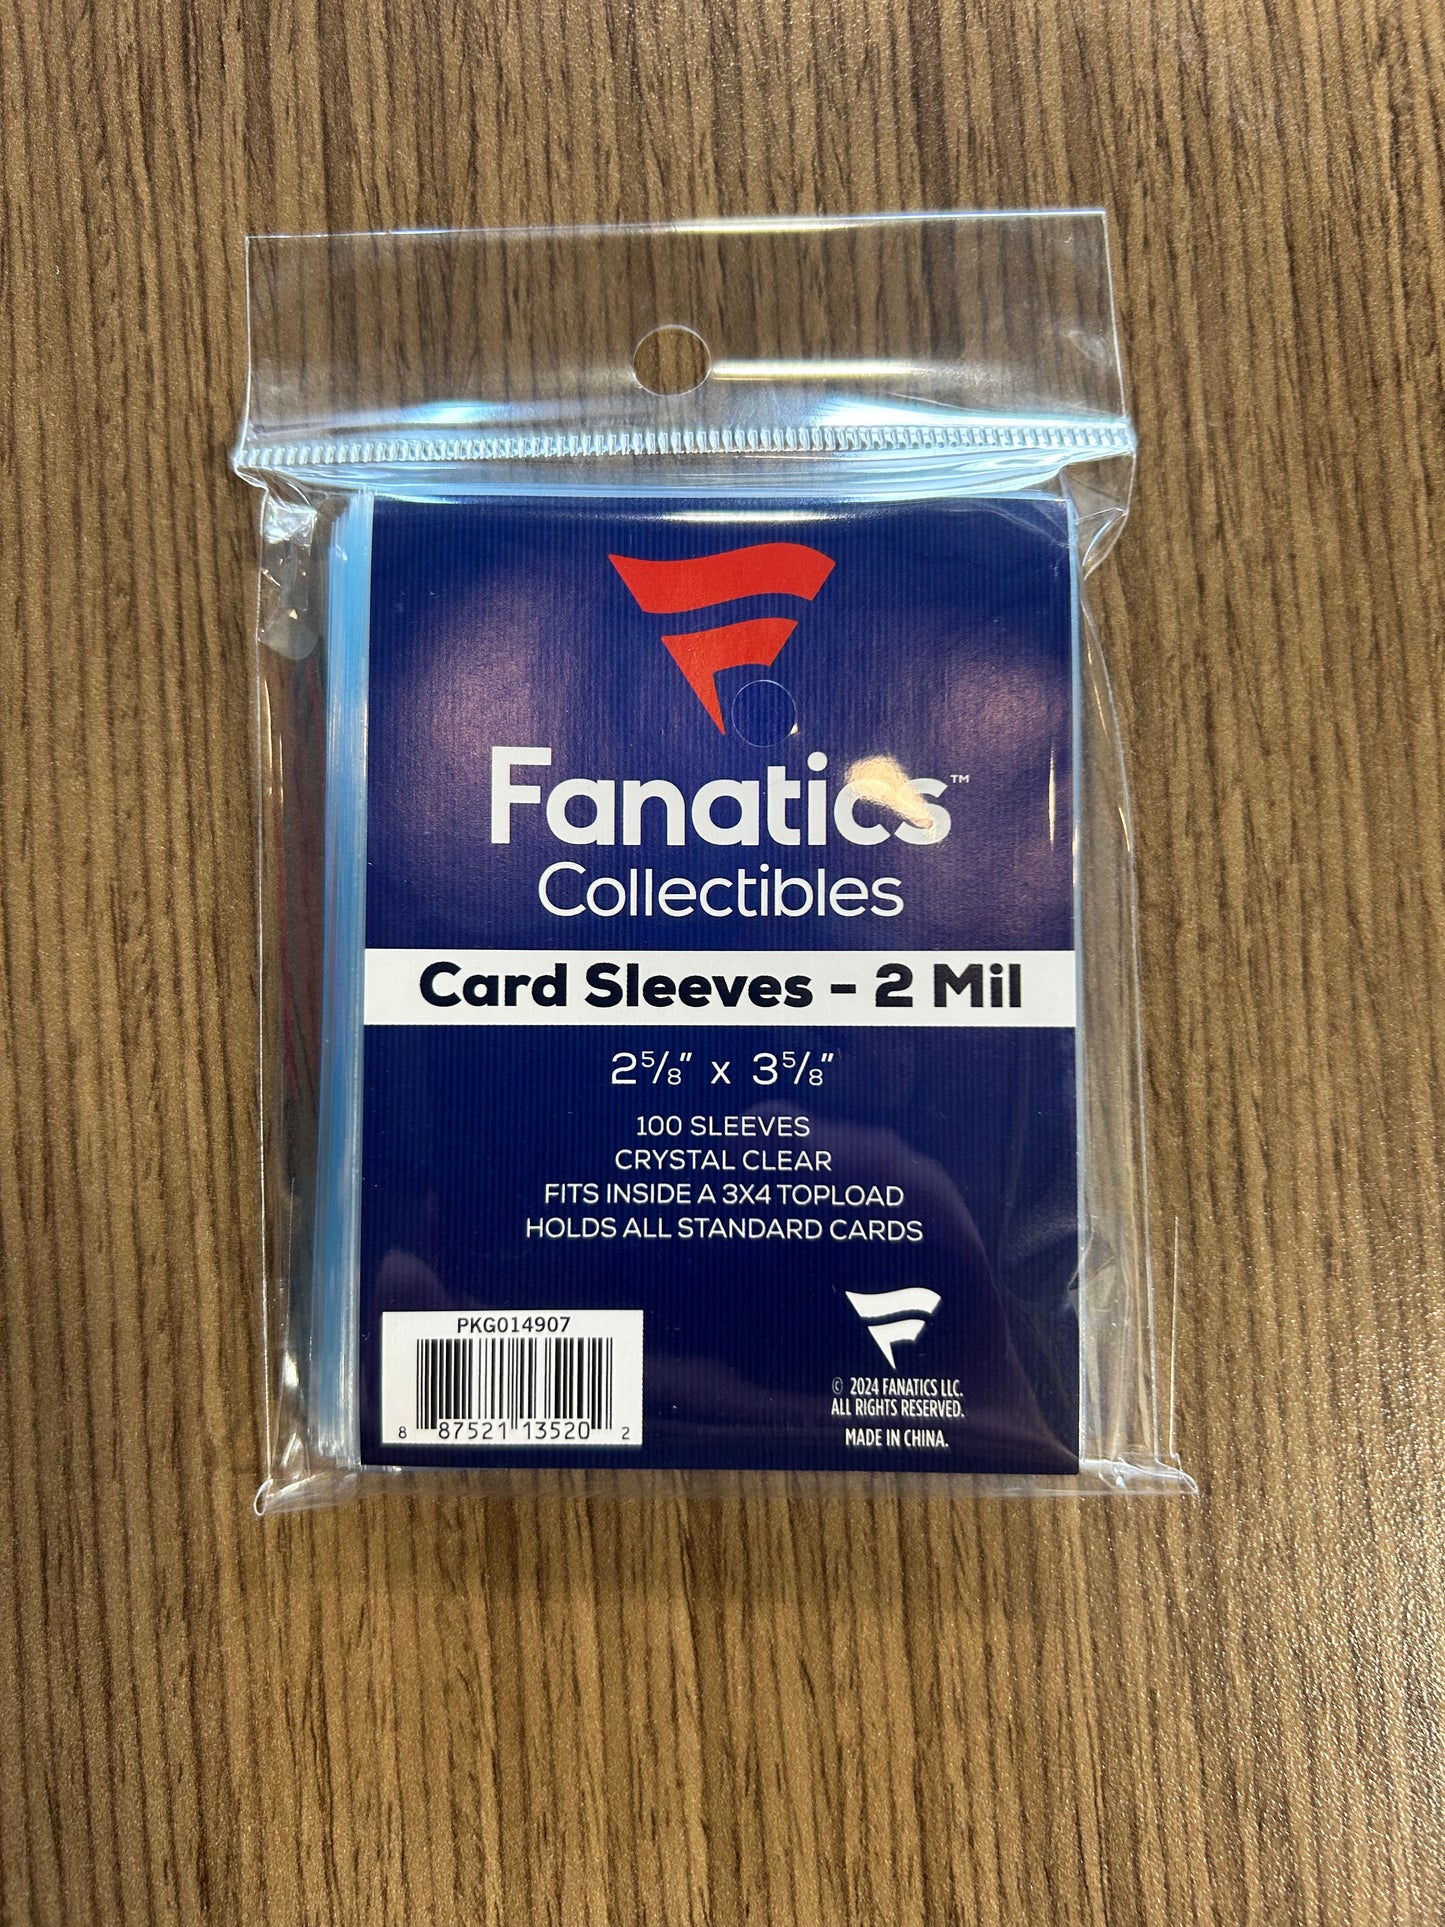 Fanatics™
Collectibles
Card Sleeves - 2 Mil
2⅝" x 3⅝"
100 SLEEVES
CRYSTAL CLEAR
FITS INSIDE A 3X4 TOPLOAD
HOLDS ALL STANDARD CARDS
PKG014907
8 87521 13520 2
© 2024 FANATICS LLC.
ALL RIGHTS RESERVED.
MADE IN CHINA.